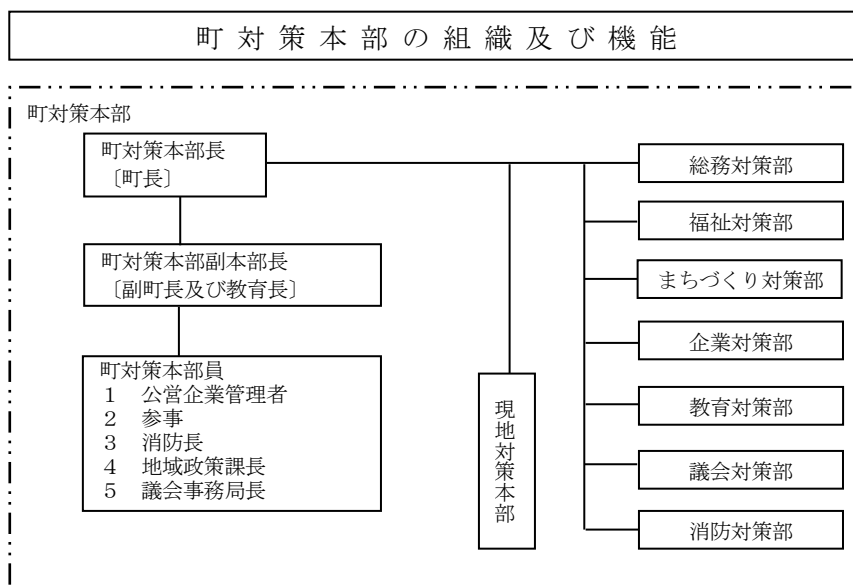 町対策本部の組織及び機能
町対策本部
町対策本部長
〔町長〕
町対策本部副本部長
〔副町長及び教育長〕
町対策本部員
1　公営企業管理者
2　参事
3　消防長
4　地域政策課長
5　議会事務局長
現地対策本部
総務対策部
福祉対策部
まちづくり対策部
企業対策部
教育対策部
議会対策部
消防対策部